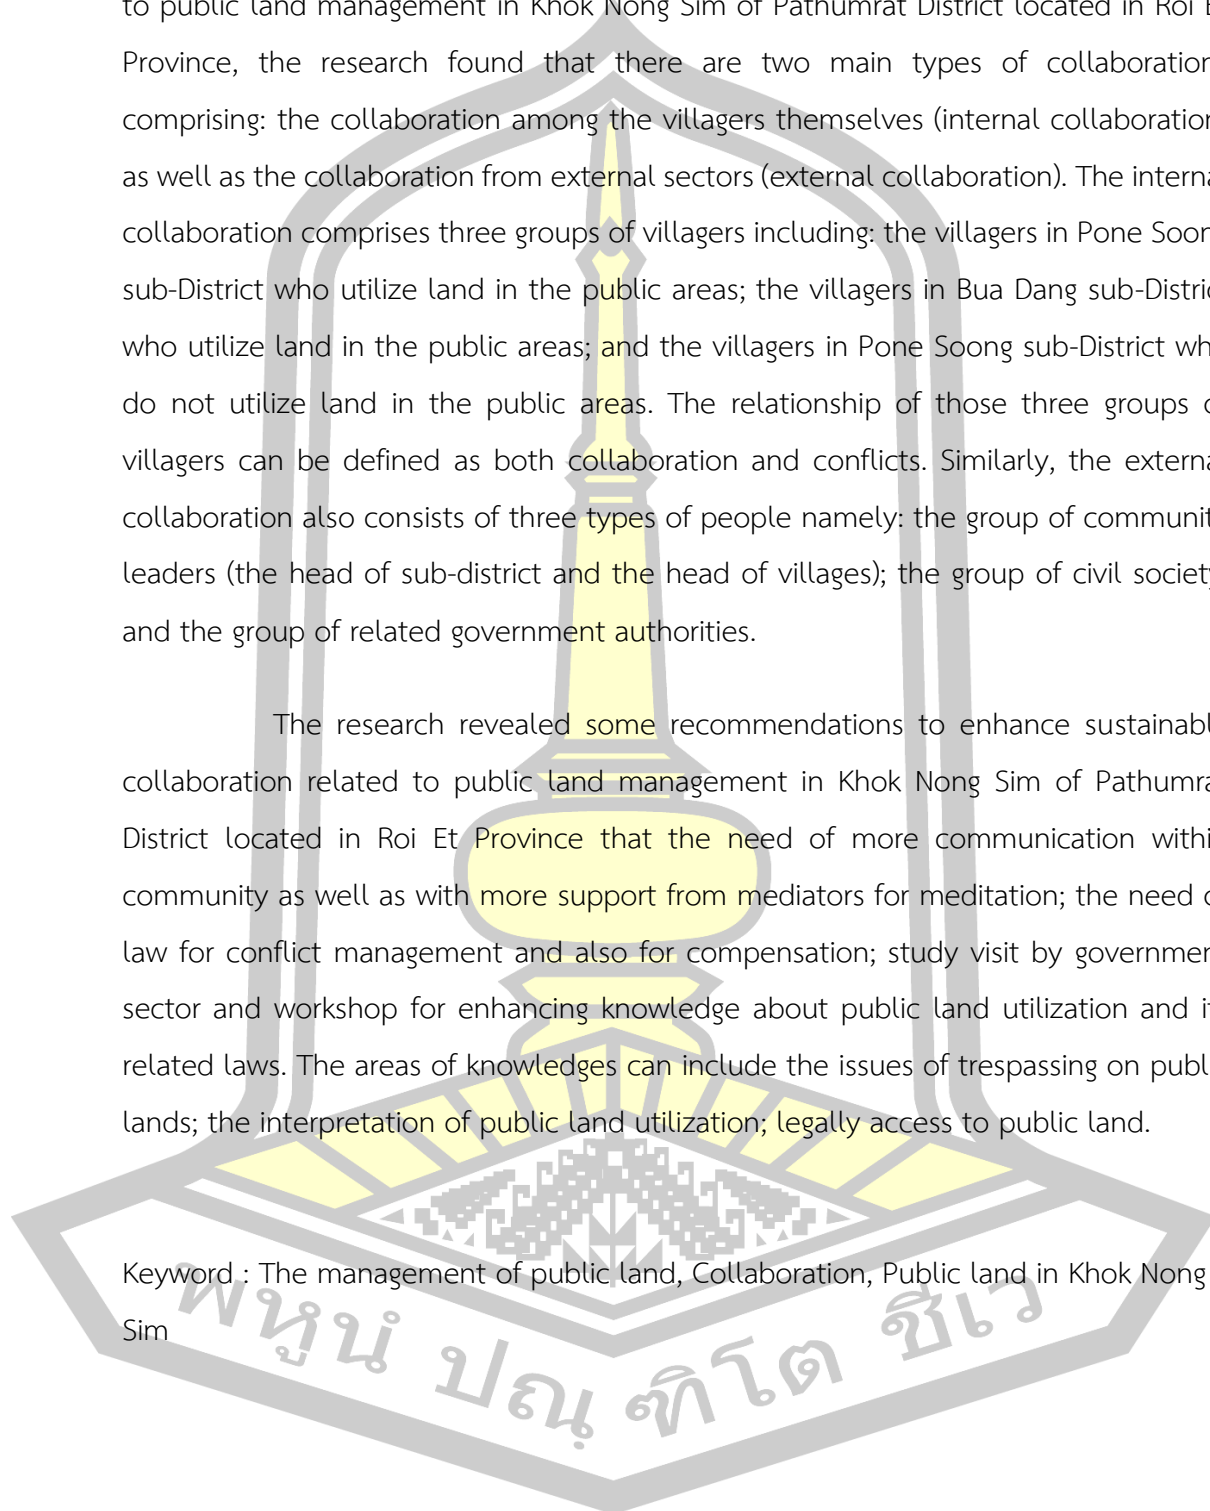 to public land management in Khok Nong Sim of Pathumrat District located in Roi E
Province, the research found that there are two main types of collaboration
comprising: the collaboration among the villagers themselves (internal collaboration
as well as the collaboration from external sectors (external collaboration). The interna
collaboration comprises three groups of villagers including: the villagers in Pone Soon
sub-District who utilize land in the public areas; the villagers in Bua Dang sub-Distric
who utilize land in the public areas; and the villagers in Pone Soong sub-District wh
do not utilize land in the public areas. The relationship of those three groups o
villagers can be defined as both collaboration and conflicts. Similarly, the externa
collaboration also consists of three types of people namely: the group of communit
leaders (the head of sub-district and the head of villages); the group of civil society
and the group of related government authorities.
The research revealed some recommendations to enhance sustainabl
collaboration related to public land management in Khok Nong Sim of Pathumra
District located in Roi Et Province that the need of more communication withi
community as well as with more support from mediators for meditation; the need o
law for conflict management and also for compensation; study visit by governmen
sector and workshop for enhancing knowledge about public land utilization and it
related laws. The areas of knowledges can include the issues of trespassing on publi
lands; the interpretation of public land utilization; legally access to public land.
Keyword : The management of public land, Collaboration, Public land in Khok Nong
Sim
พหูนํ ปณฺฑิโต ชีเว